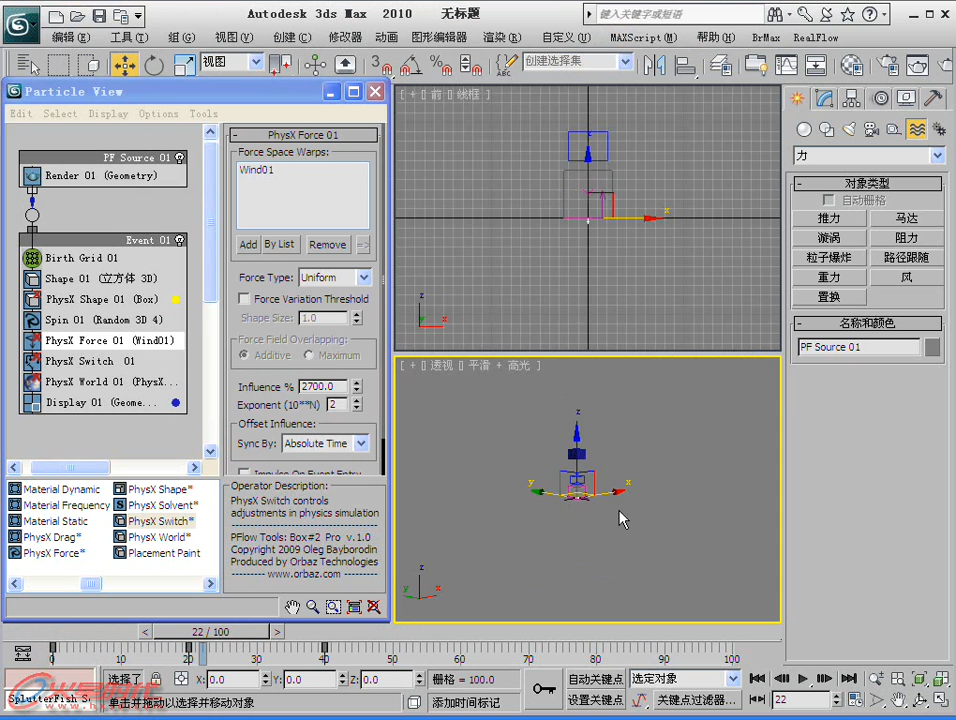 Autodesk 3ds Max 2010 无标题
键入关键字或短语
编辑(E) 工具(T) 组(G) 视图(V) 创建(C) 修改器 动画 图形编辑器 渲染(R) 自定义(U) MAXScript(M) 帮助(H) BrMax RealFlow
视图 创建选择集
Particle View
Edit Select Display Options Tools
PF Source 01
Render 01 (Geometry)
Event 01
Birth Grid 01
Shape 01 (立方体 3D)
PhysX Shape 01 (Box)
Spin 01 (Random 3D 4)
PhysX Force 01 (Wind01)
PhysX Switch 01
PhysX World 01 (PhysX...
Display 01 (Geome...
PhysX Force 01
Force Space Warps:
Wind01
Add By List Remove =>
Force Type: Uniform
Force Variation Threshold
Shape Size: 1.0
Force Field Overlapping:
Additive Maximum
Influence % 2700.0
Exponent (10**N) 2
Offset Influence:
Sync By: Absolute Time
Impulse On Event Entry
Material Dynamic PhysX Shape*
Material Frequency PhysX Solvent*
Material Static PhysX Switch*
PhysX Drag* PhysX World*
PhysX Force* Placement Paint
Operator Description:
PhysX Switch controls
adjustments in physics simulation
PFlow Tools: Box#2 Pro v.1.0
Copyright 2009 Oleg Bayborodin
Produced by Orbaz Technologies
www.orbaz.com
[ + [] 前 [] 线框 ]
z
x
z
x
[ + [] 透视 [] 平滑 + 高光 ]
z
y x
z
y x
力
对象类型
自动栅格
推力 马达
漩涡 阻力
粒子爆炸 路径跟随
重力 风
置换
名称和颜色
PF Source 01
< 22 / 100 >
0 10 20 30 40 50 60 70 80 90 100
选择了 X: 0.0 Y: 0.0 Z: 0.0 栅格 = 100.0 自动关键点 选定对象
SplutterFish S 单击并拖动以选择并移动对象 添加时间标记 设置关键点 关键点过滤器... 22